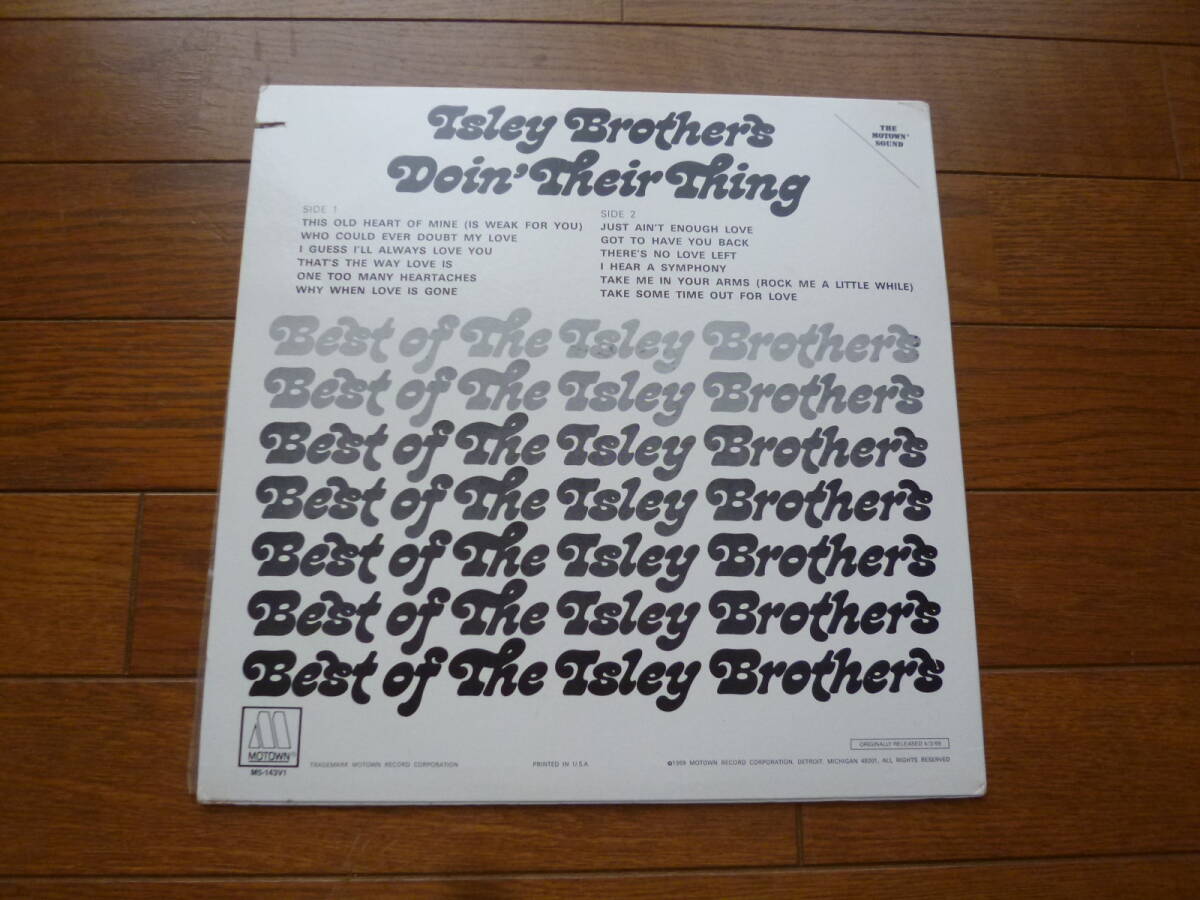 Isley Brothers
Doin' Their Thing
THE
MOTOWN'
SOUND
SIDE 1
THIS OLD HEART OF MINE (IS WEAK FOR YOU)
WHO COULD EVER DOUBT MY LOVE
I GUESS I'LL ALWAYS LOVE YOU
THAT'S THE WAY LOVE IS
ONE TOO MANY HEARTACHES
WHY WHEN LOVE IS GONE
SIDE 2
JUST AIN'T ENOUGH LOVE
GOT TO HAVE YOU BACK
THERE'S NO LOVE LEFT
I HEAR A SYMPHONY
TAKE ME IN YOUR ARMS (ROCK ME A LITTLE WHILE)
TAKE SOME TIME OUT FOR LOVE
Best of The Isley Brothers
Best of The Isley Brothers
Best of The Isley Brothers
Best of The Isley Brothers
Best of The Isley Brothers
Best of The Isley Brothers
Best of The Isley Brothers
MOTOWN®
M5-143V1
TRADEMARK MOTOWN RECORD CORPORATION
PRINTED IN U.S.A.
ORIGINALLY RELEASED
©1969 MOTOWN RECORD CORPORATION, DETROIT, MICHIGAN 48201, ALL RIGHTS RESERVED